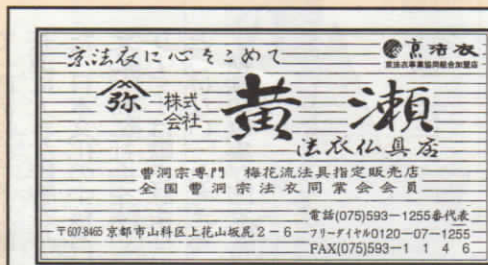 京法衣に心をこめて
京法衣
京法衣事業協同組合加盟店
弥
株式会社 黄瀬
法衣仏具店
曹洞宗専門 梅花流法具指定販売店
全国曹洞宗法衣同業会会員
〒607-8465 京都市山科区上花山坂尻2-6
電話(075)593-1255番代表
フリーダイヤル0120-07-1255
FAX(075)593-1146